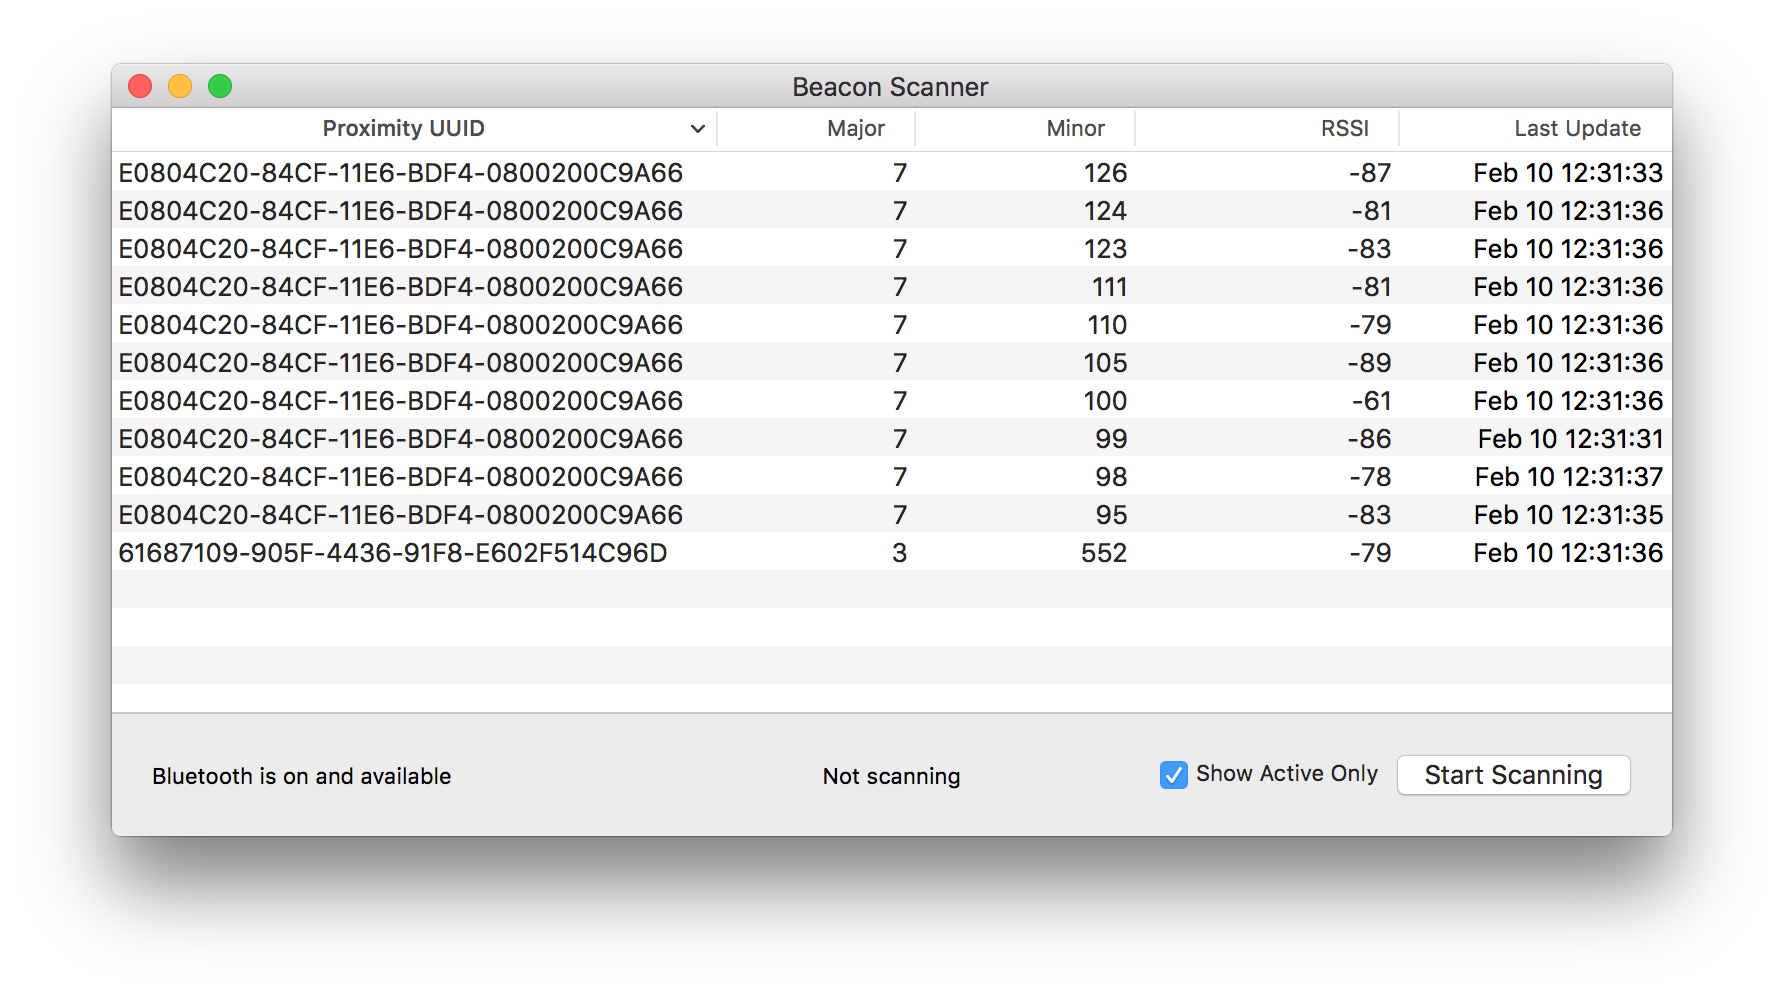 Beacon Scanner
Proximity UUID Major Minor RSSI Last Update
E0804C20-84CF-11E6-BDF4-0800200C9A66 7 126 -87 Feb 10 12:31:33
E0804C20-84CF-11E6-BDF4-0800200C9A66 7 124 -81 Feb 10 12:31:36
E0804C20-84CF-11E6-BDF4-0800200C9A66 7 123 -83 Feb 10 12:31:36
E0804C20-84CF-11E6-BDF4-0800200C9A66 7 111 -81 Feb 10 12:31:36
E0804C20-84CF-11E6-BDF4-0800200C9A66 7 110 -79 Feb 10 12:31:36
E0804C20-84CF-11E6-BDF4-0800200C9A66 7 105 -89 Feb 10 12:31:36
E0804C20-84CF-11E6-BDF4-0800200C9A66 7 100 -61 Feb 10 12:31:36
E0804C20-84CF-11E6-BDF4-0800200C9A66 7 99 -86 Feb 10 12:31:31
E0804C20-84CF-11E6-BDF4-0800200C9A66 7 98 -78 Feb 10 12:31:37
E0804C20-84CF-11E6-BDF4-0800200C9A66 7 95 -83 Feb 10 12:31:35
61687109-905F-4436-91F8-E602F514C96D 3 552 -79 Feb 10 12:31:36
Bluetooth is on and available Not scanning Show Active Only Start Scanning